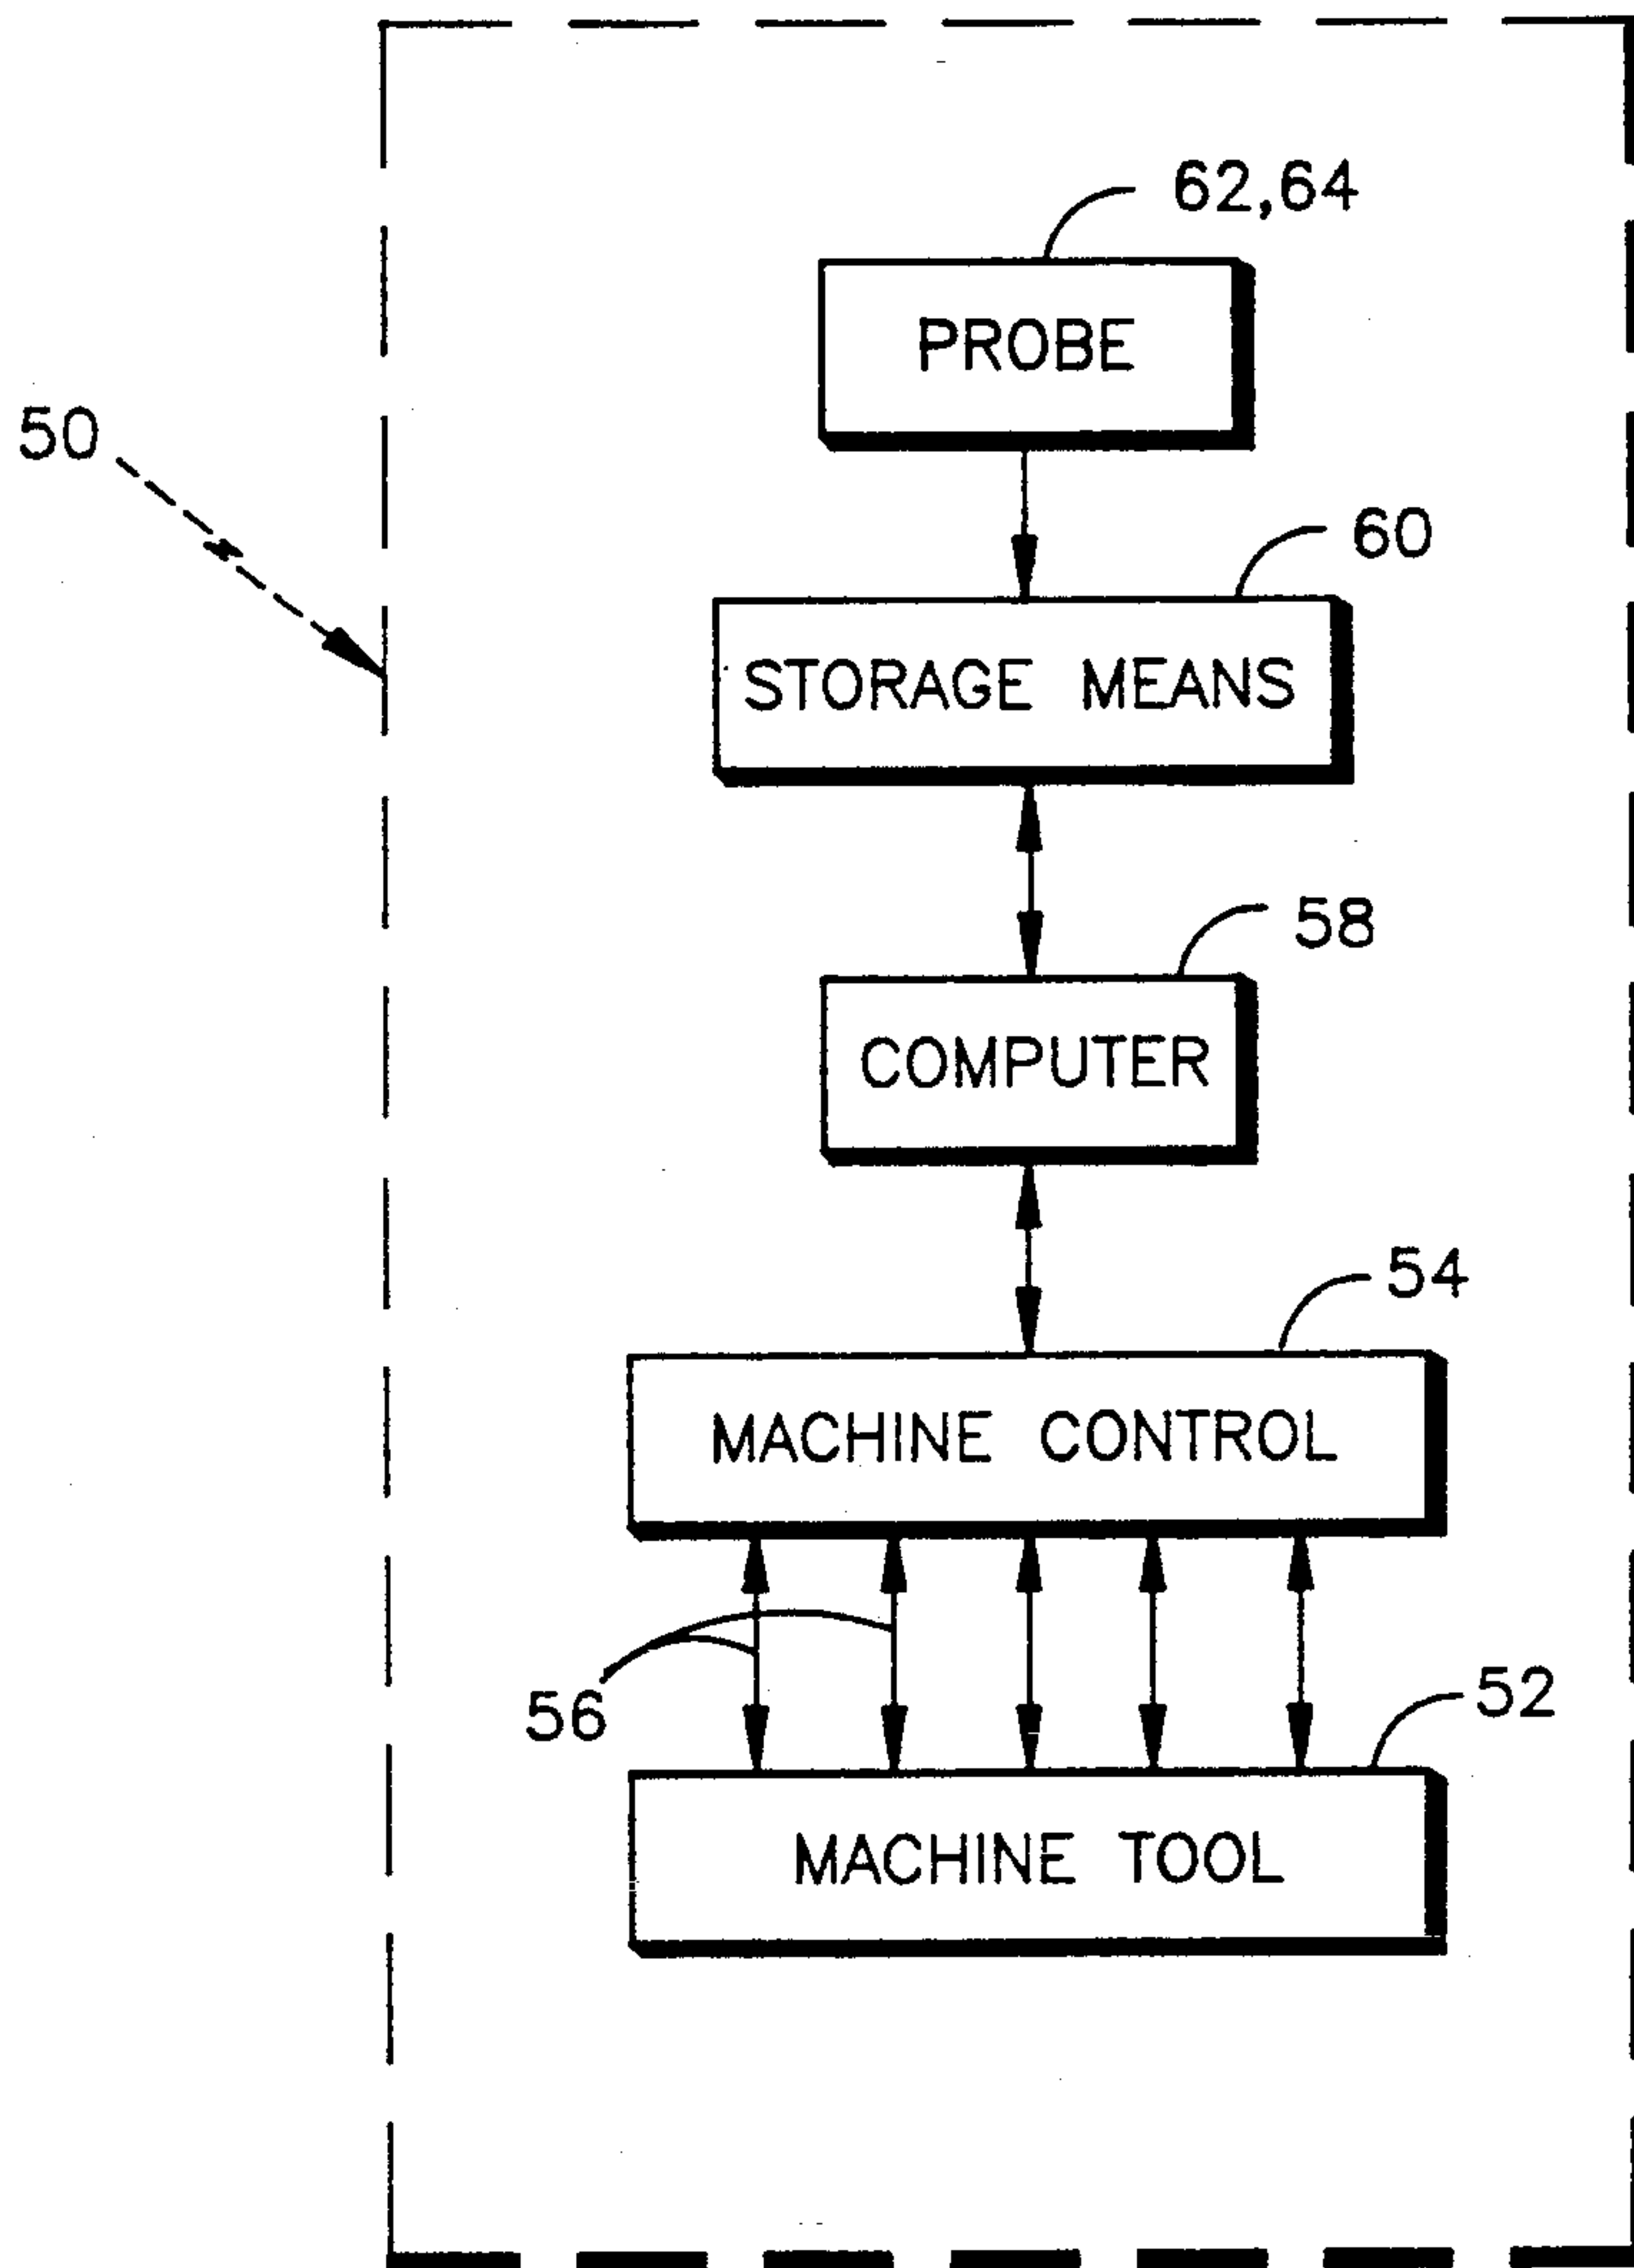 62,64
PROBE
50
60
STORAGE MEANS
58
COMPUTER
54
MACHINE CONTROL
56
52
MACHINE TOOL